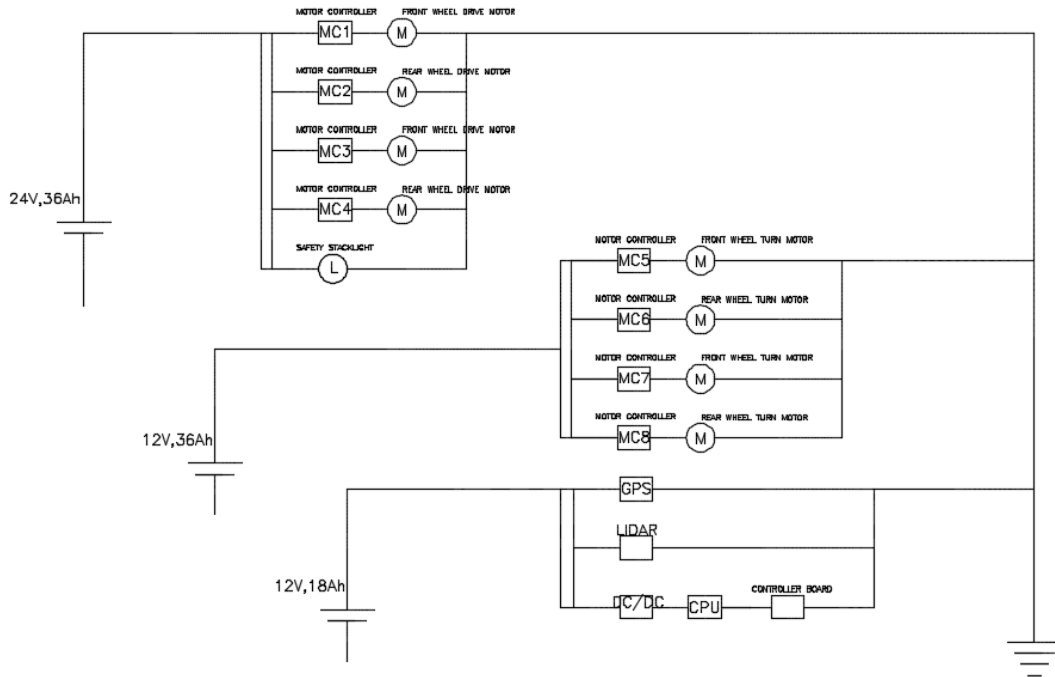 MOTOR CONTROLLER FRONT WHEEL DRIVE MOTOR
MC1 M
MOTOR CONTROLLER REAR WHEEL DRIVE MOTOR
MC2 M
MOTOR CONTROLLER FRONT WHEEL DRIVE MOTOR
MC3 M
MOTOR CONTROLLER REAR WHEEL DRIVE MOTOR
MC4 M
24V,36Ah
SAFETY STACKLIGHT
L
MOTOR CONTROLLER FRONT WHEEL TURN MOTOR
MC5 M
MOTOR CONTROLLER REAR WHEEL TURN MOTOR
MC6 M
MOTOR CONTROLLER FRONT WHEEL TURN MOTOR
MC7 M
MOTOR CONTROLLER REAR WHEEL TURN MOTOR
MC8 M
12V,36Ah
GPS
LIDAR
12V,18Ah
CONTROLLER BOARD
DC/DC CPU